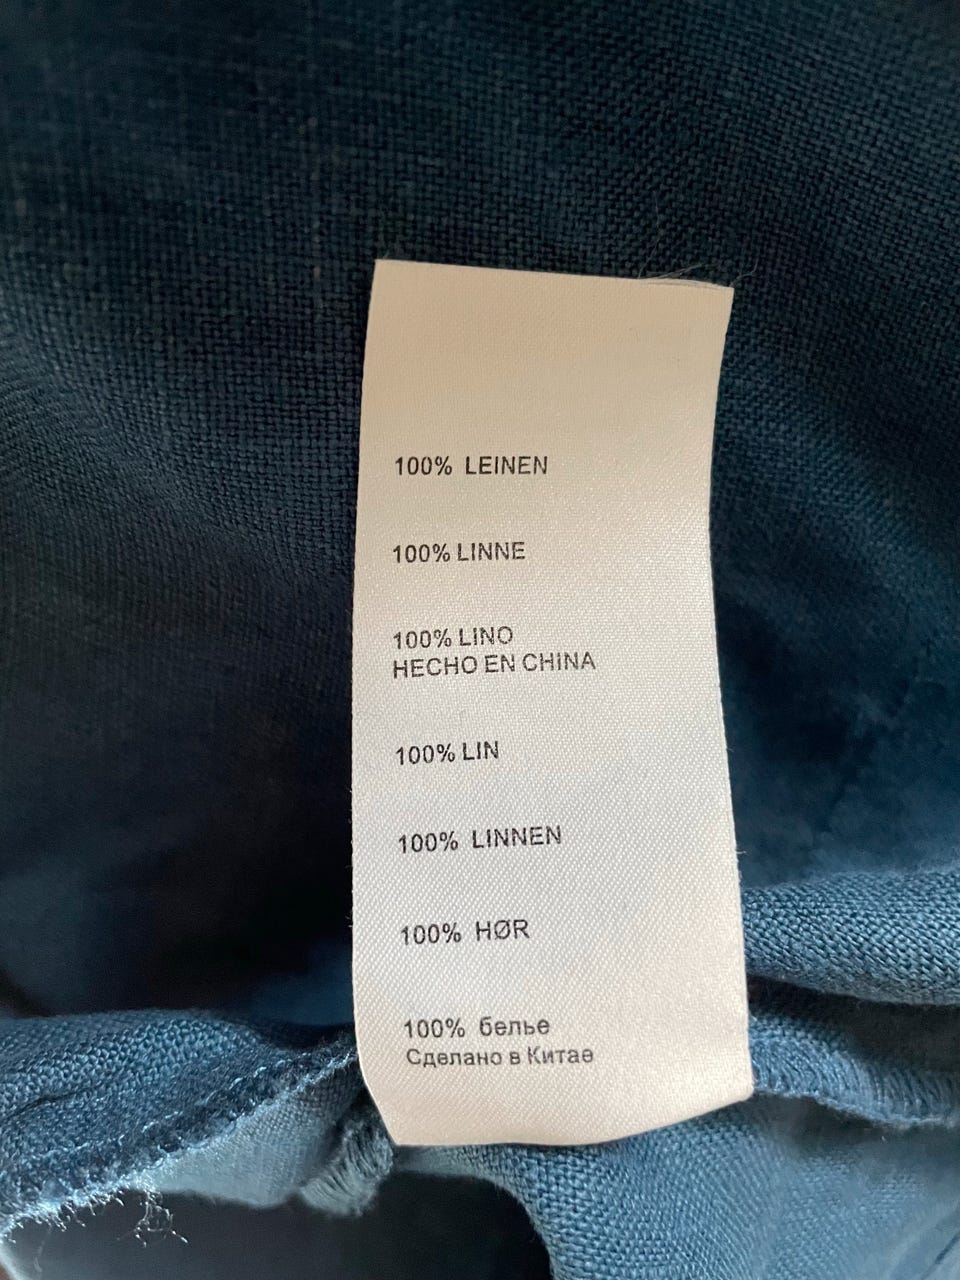 100% LEINEN
100% LINNE
100% LINO
HECHO EN CHINA
100% LIN
100% LINNEN
100% HØR
100% белье
Сделано в Китае